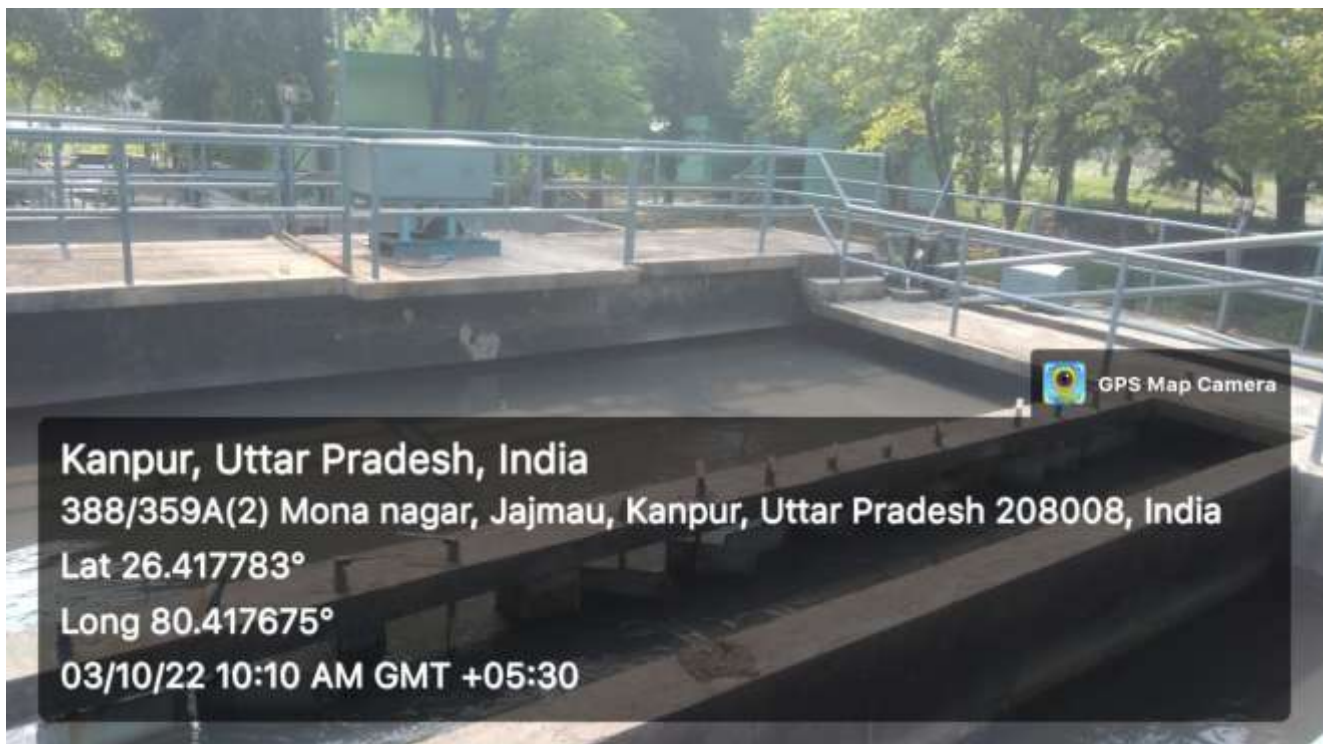 GPS Map Camera
Kanpur, Uttar Pradesh, India
388/359A(2) Mona nagar, Jajmau, Kanpur, Uttar Pradesh 208008, India
Lat 26.417783°
Long 80.417675°
03/10/22 10:10 AM GMT +05:30